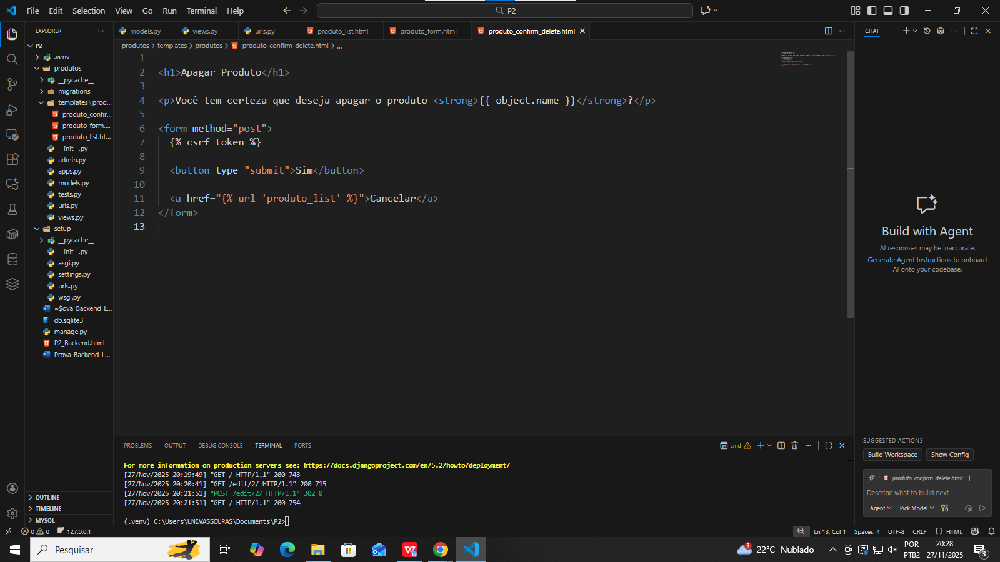 File Edit Selection View Go Run Terminal Help
P2
EXPLORER
P2
.venv
produtos
__pycache__
migrations
templates\prod...
produto_confir...
produto_form....
produto_list.ht...
__init__.py
admin.py
apps.py
models.py
tests.py
urls.py
views.py
setup
__pycache__
__init__.py
asgi.py
settings.py
urls.py
wsgi.py
~$ova_Backend_L...
db.sqlite3
manage.py
P2_Backend.html
Prova_Backend_L...
OUTLINE
TIMELINE
MYSQL
models.py views.py urls.py produto_list.html produto_form.html produto_confirm_delete.html
produtos > templates > produtos > produto_confirm_delete.html > ...
1
2 <h1>Apagar Produto</h1>
3
4 <p>Você tem certeza que deseja apagar o produto <strong>{{ object.name }}</strong>?</p>
5
6 <form method="post">
7 {% csrf_token %}
8
9 <button type="submit">Sim</button>
10
11 <a href="{% url 'produto_list' %}">Cancelar</a>
12 </form>
13
PROBLEMS OUTPUT DEBUG CONSOLE TERMINAL PORTS
cmd
For more information on production servers see: https://docs.djangoproject.com/en/5.2/howto/deployment/
[27/Nov/2025 20:19:49] "GET / HTTP/1.1" 200 743
[27/Nov/2025 20:20:41] "GET /edit/2/ HTTP/1.1" 200 715
[27/Nov/2025 20:21:51] "POST /edit/2/ HTTP/1.1" 302 0
[27/Nov/2025 20:21:51] "GET / HTTP/1.1" 200 754
(.venv) C:\Users\UNIVASSOURAS\Documents\P2>
CHAT
Build with Agent
AI responses may be inaccurate.
Generate Agent Instructions to onboard
AI onto your codebase.
SUGGESTED ACTIONS
Build Workspace Show Config
produto_confirm_delete.html
Describe what to build next
Agent Pick Model
0 0 127.0.0.1
Ln 13, Col 1 Spaces: 4 UTF-8 CRLF {} HTML
Pesquisar
3 22°C Nublado
POR
PTB2
20:28
27/11/2025
3